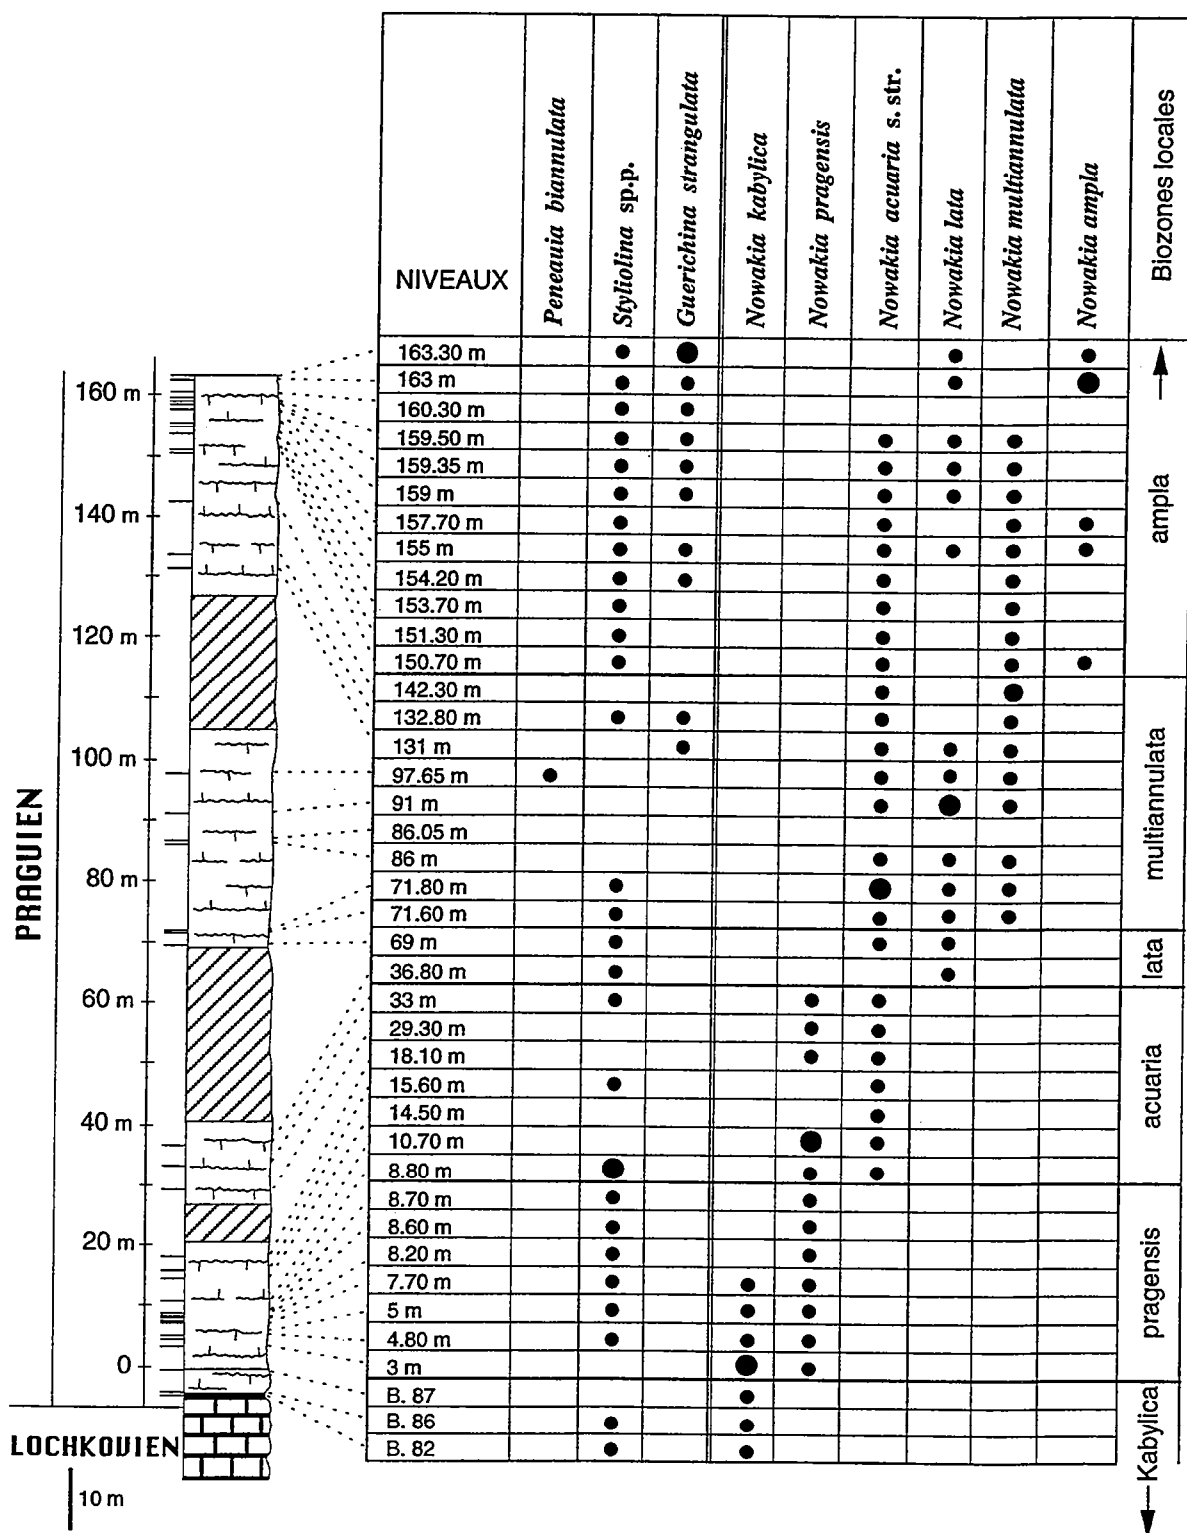 NIVEAUX
Peneauia biannulata
Styliolina sp.p.
Guerichina strangulata
Nowakia kabylica
Nowakia pragensis
Nowakia acuaria s. str.
Nowakia lata
Nowakia multiannulata
Nowakia ampla
Biozones locales
163.30 m
163 m
160.30 m
159.50 m
159.35 m
159 m
157.70 m
155 m
154.20 m
153.70 m
151.30 m
150.70 m
142.30 m
132.80 m
131 m
97.65 m
91 m
86.05 m
86 m
71.80 m
71.60 m
69 m
36.80 m
33 m
29.30 m
18.10 m
15.60 m
14.50 m
10.70 m
8.80 m
8.70 m
8.60 m
8.20 m
7.70 m
5 m
4.80 m
3 m
B. 87
B. 86
B. 82
ampla
multiannulata
lata
acuaria
pragensis
Kabylica
160 m
140 m
120 m
100 m
80 m
60 m
40 m
20 m
0
PRAGUIEN
LOCHKOVIEN
10 m